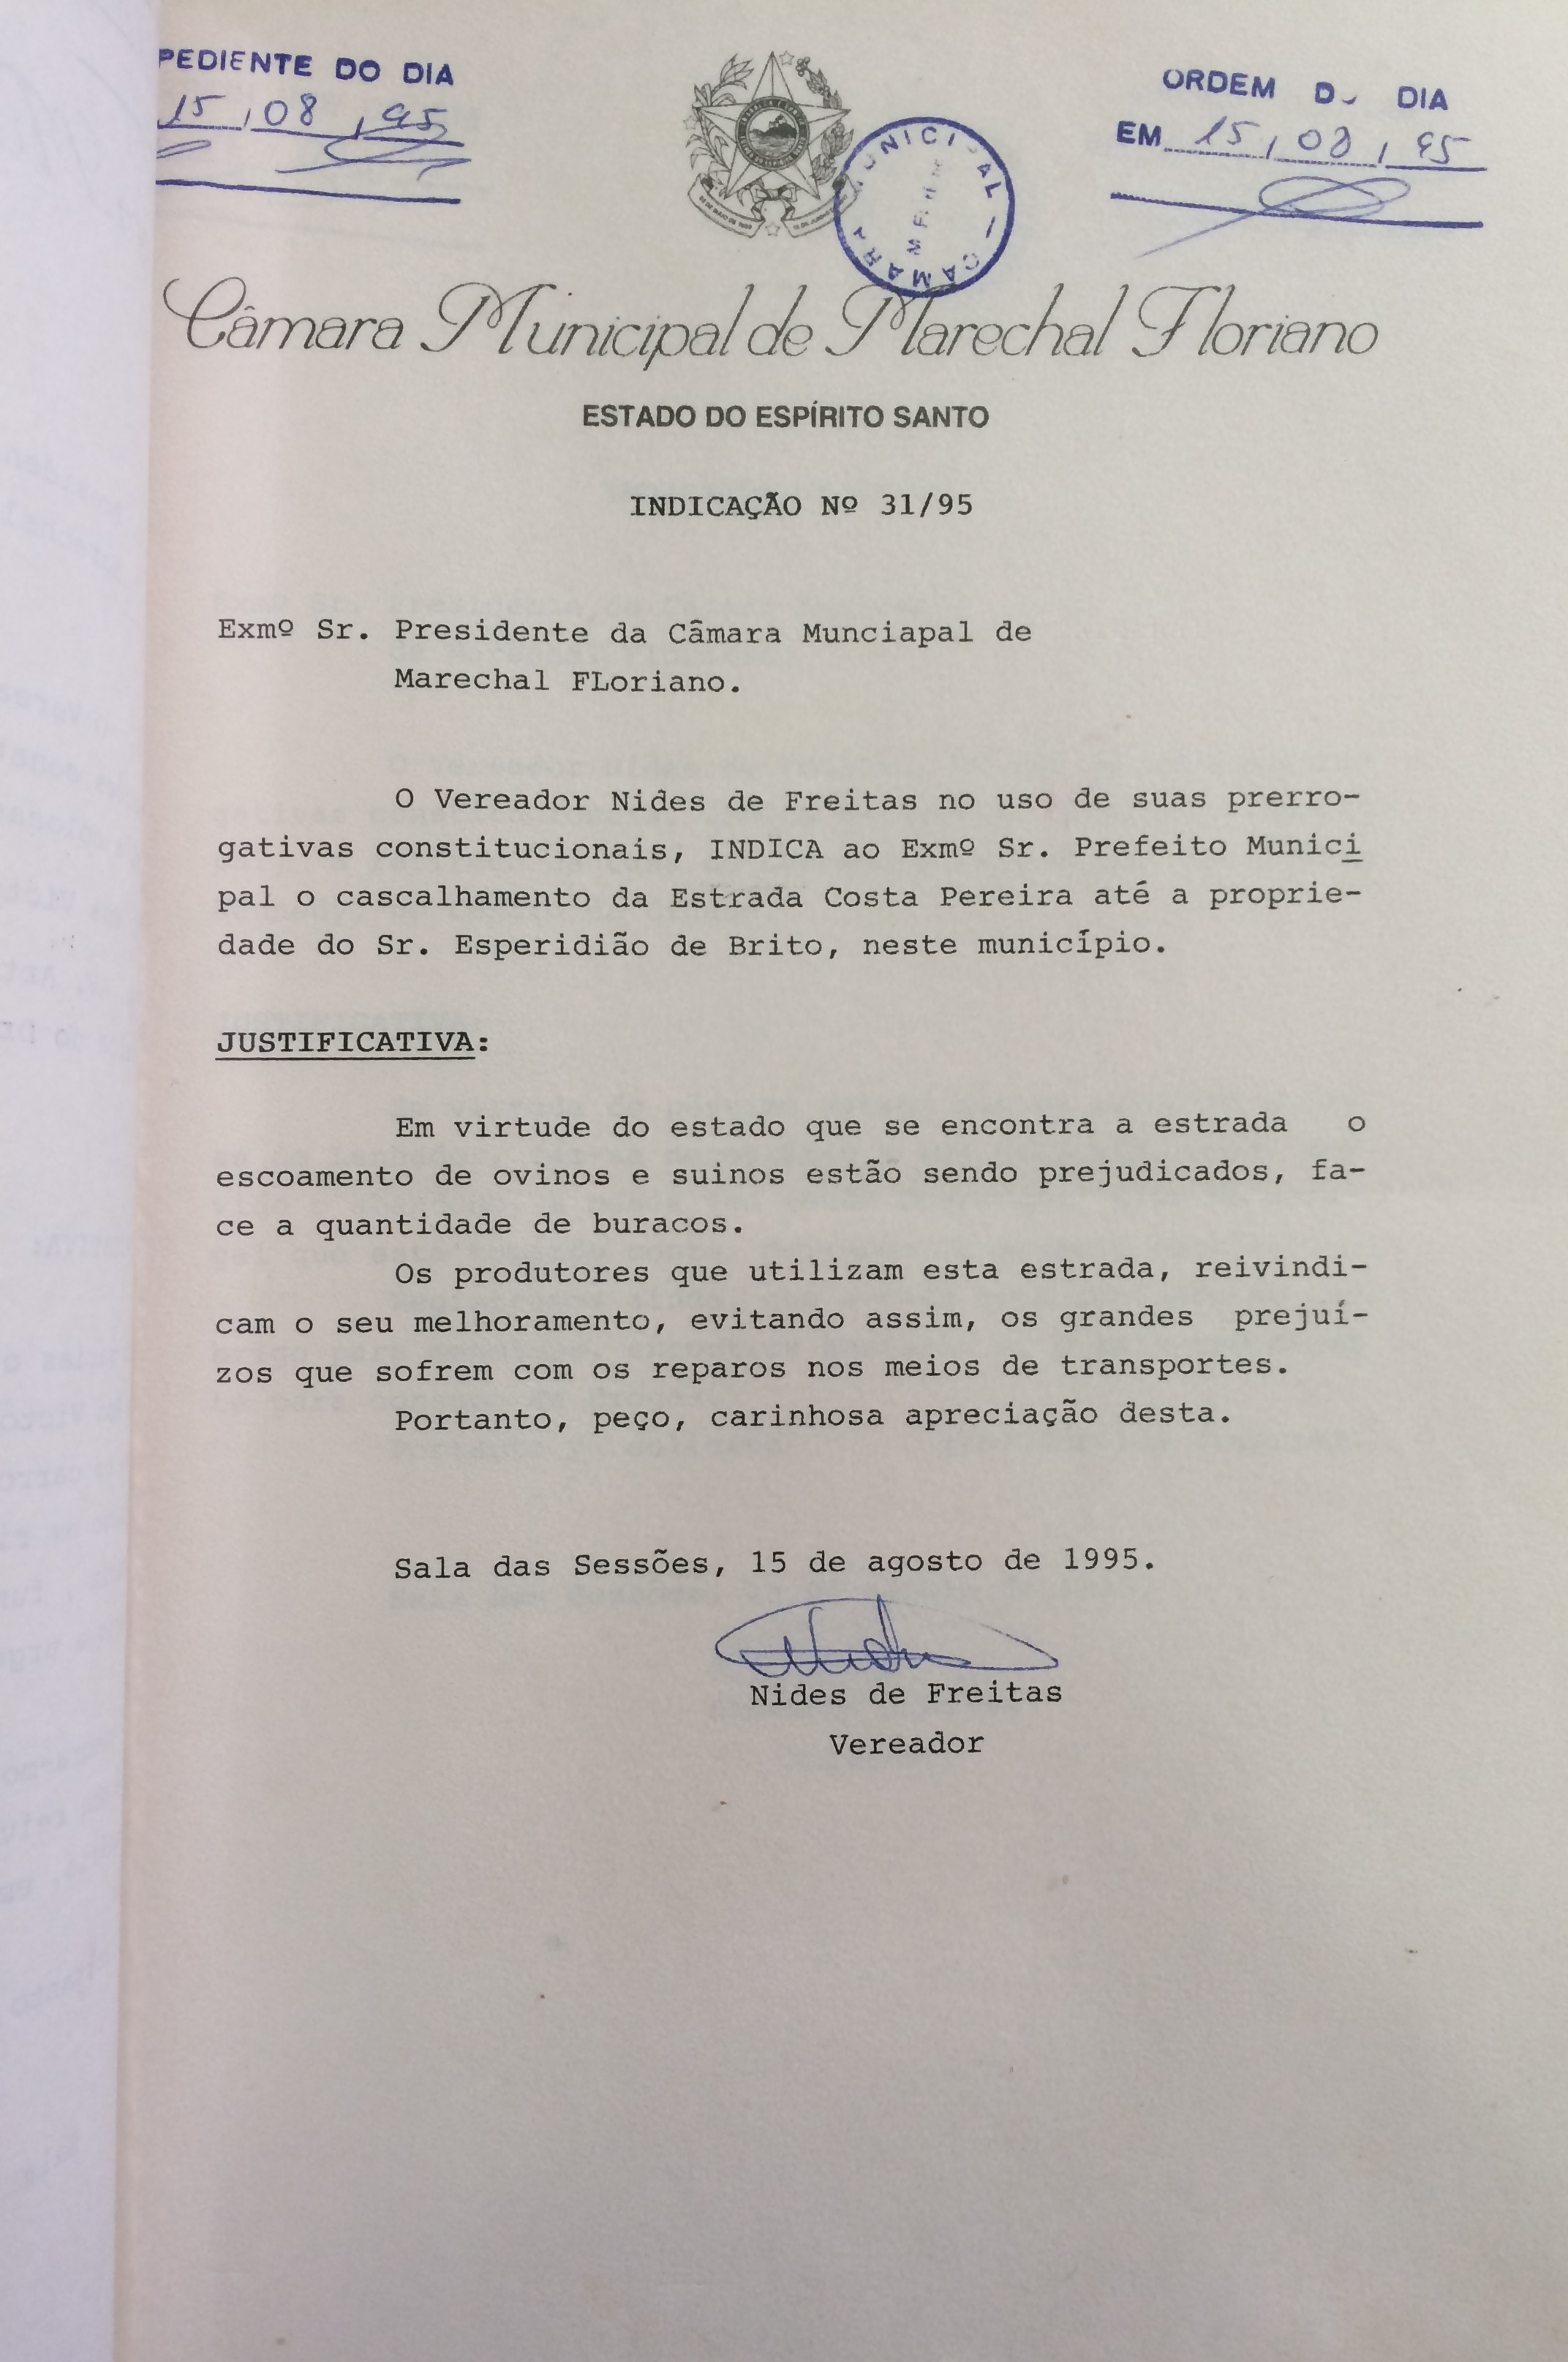 PEDIENTE DO DIA
15/08/95
ORDEM D DIA
EM 15/08/95
MUNICIPAL — CÂMARA
Câmara Municipal de Marechal Floriano
ESTADO DO ESPÍRITO SANTO
INDICAÇÃO Nº 31/95
Exmº Sr. Presidente da Câmara Munciapal de
Marechal FLoriano.
O Vereador Nides de Freitas no uso de suas prerro-
gativas constitucionais, INDICA ao Exmº Sr. Prefeito Munici
pal o cascalhamento da Estrada Costa Pereira até a proprie-
dade do Sr. Esperidião de Brito, neste município.
JUSTIFICATIVA:
Em virtude do estado que se encontra a estrada o
escoamento de ovinos e suinos estão sendo prejudicados, fa-
ce a quantidade de buracos.
Os produtores que utilizam esta estrada, reivindi-
cam o seu melhoramento, evitando assim, os grandes prejuí-
zos que sofrem com os reparos nos meios de transportes.
Portanto, peço, carinhosa apreciação desta.
Sala das Sessões, 15 de agosto de 1995.
Nides de Freitas
Vereador